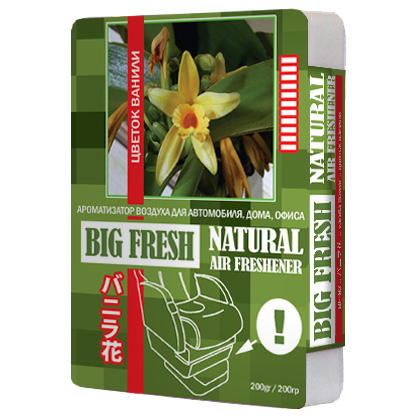 ЦВЕТОК ВАНИЛИ
АРОМАТИЗАТОР ВОЗДУХА ДЛЯ АВТОМОБИЛЯ, ДОМА, ОФИСА
BIG FRESH
NATURAL
AIR FRESHENER
バニラ花
!
200gr / 200гр
BIG FRESH
NATURAL
AIR FRESHENER